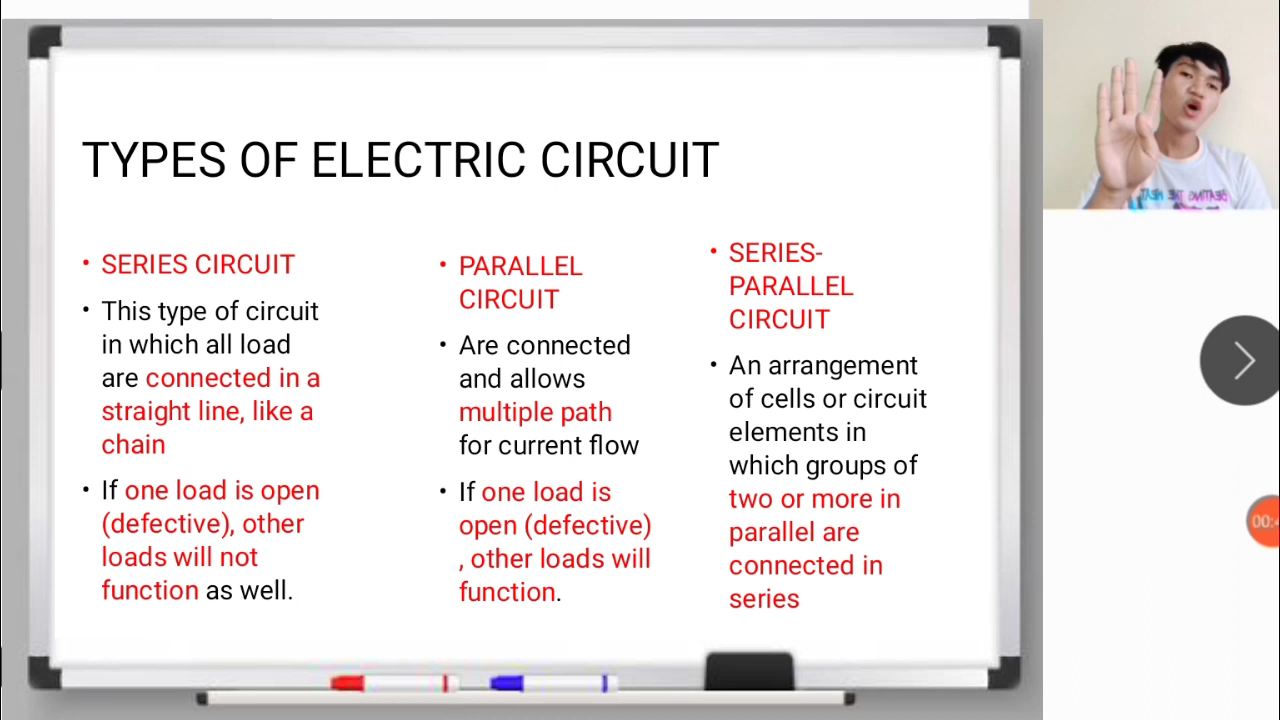 TYPES OF ELECTRIC CIRCUIT
• SERIES CIRCUIT
• This type of circuit
in which all load
are connected in a
straight line, like a
chain
• If one load is open
(defective), other
loads will not
function as well.
• PARALLEL
CIRCUIT
• Are connected
and allows
multiple path
for current flow
• If one load is
open (defective)
, other loads will
function.
• SERIES-
PARALLEL
CIRCUIT
• An arrangement
of cells or circuit
elements in
which groups of
two or more in
parallel are
connected in
series
BEATING THE HEAT